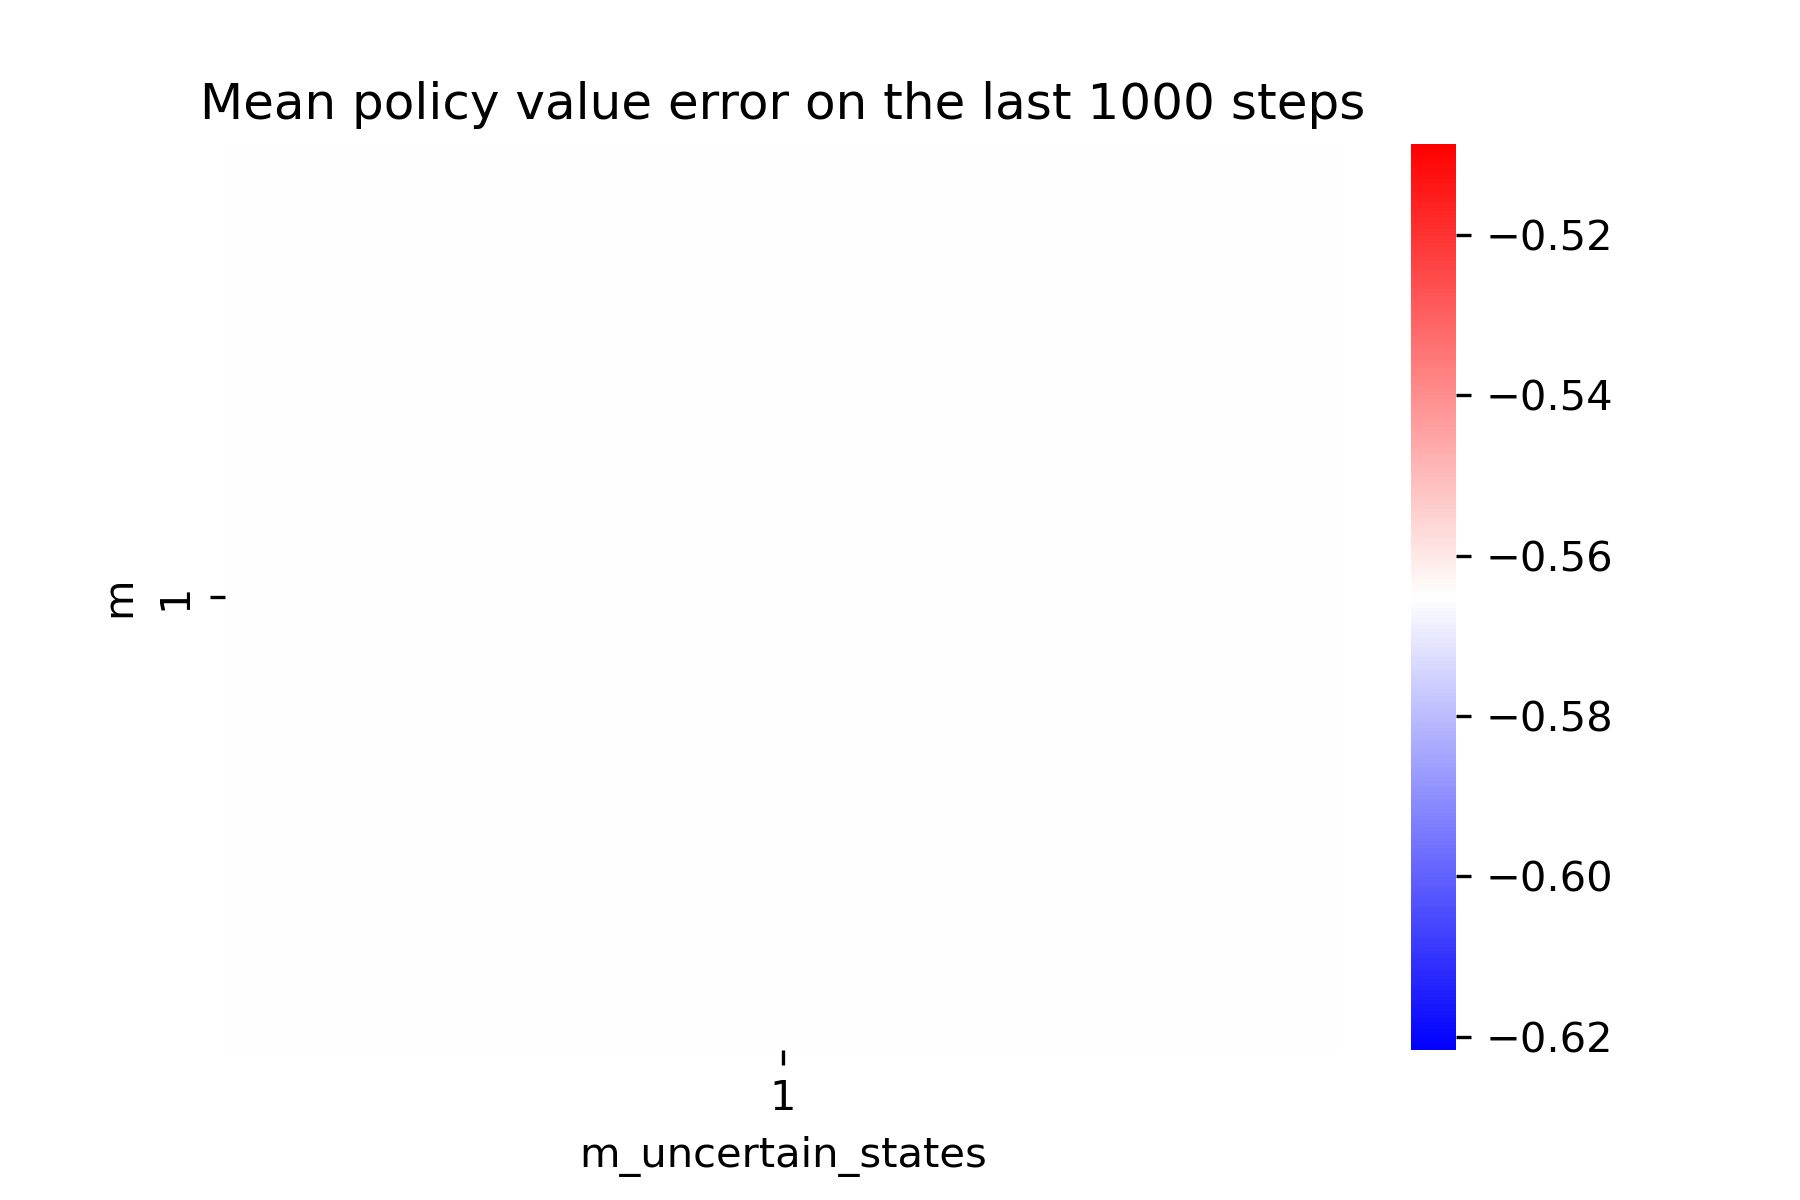 Mean policy value error on the last 1000 steps
−0.52
−0.54
−0.56
−0.58
−0.60
−0.62
m
1
1
m_uncertain_states